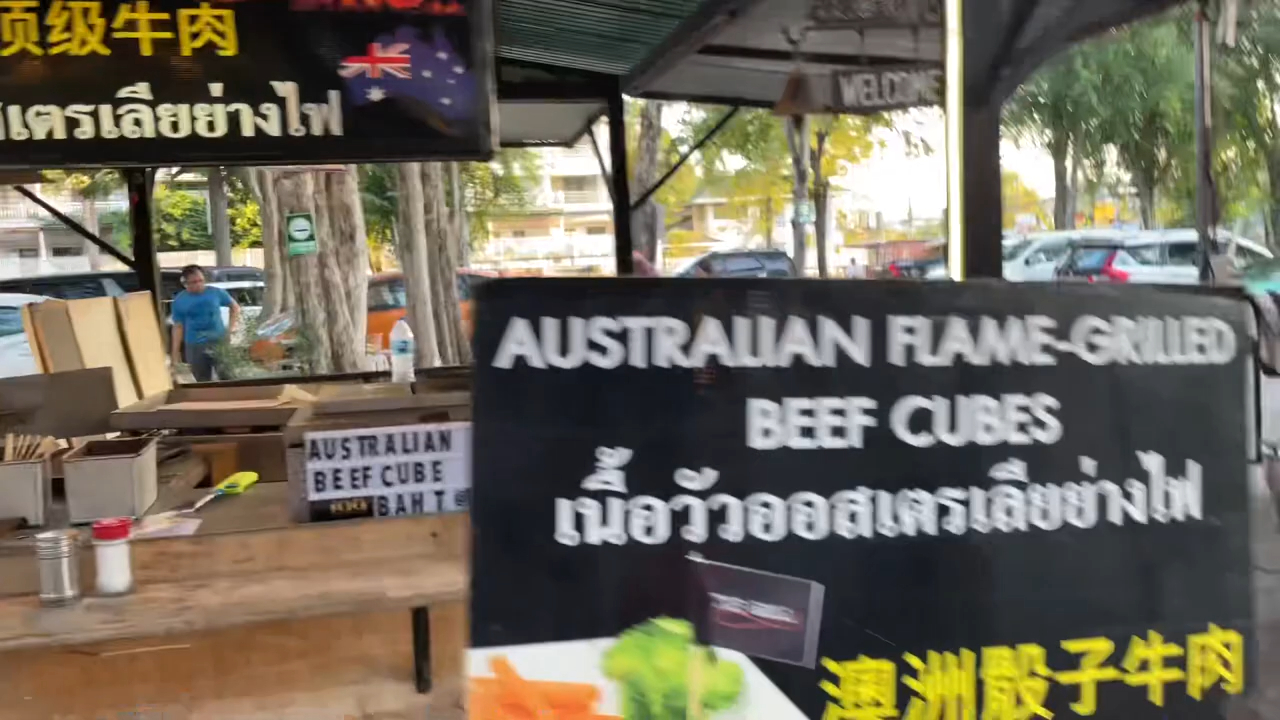 顶级牛肉
สเตรเลียย่างไฟ
WELCOME
AUSTRALIAN FLAME-GRILLED
BEEF CUBES
เนื้อวัวออสเตรเลียย่างไฟ
澳洲骰子牛肉
AUSTRALIAN
BEEF CUBE
100 BAHT